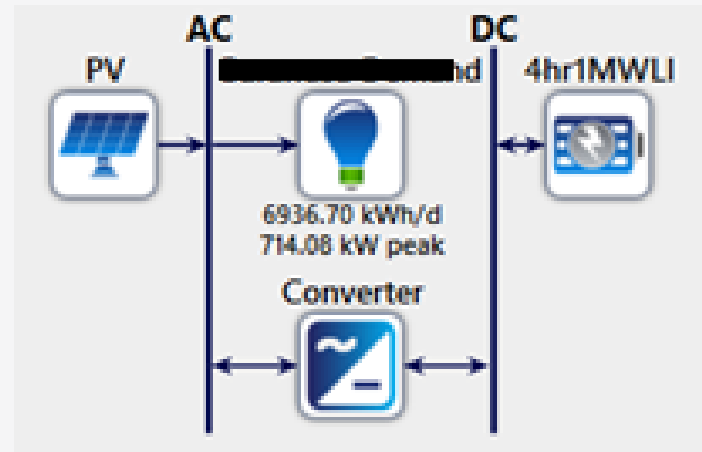 AC
DC
PV
4hr1MWLI
6936.70 kWh/d
714.08 kW peak
Converter